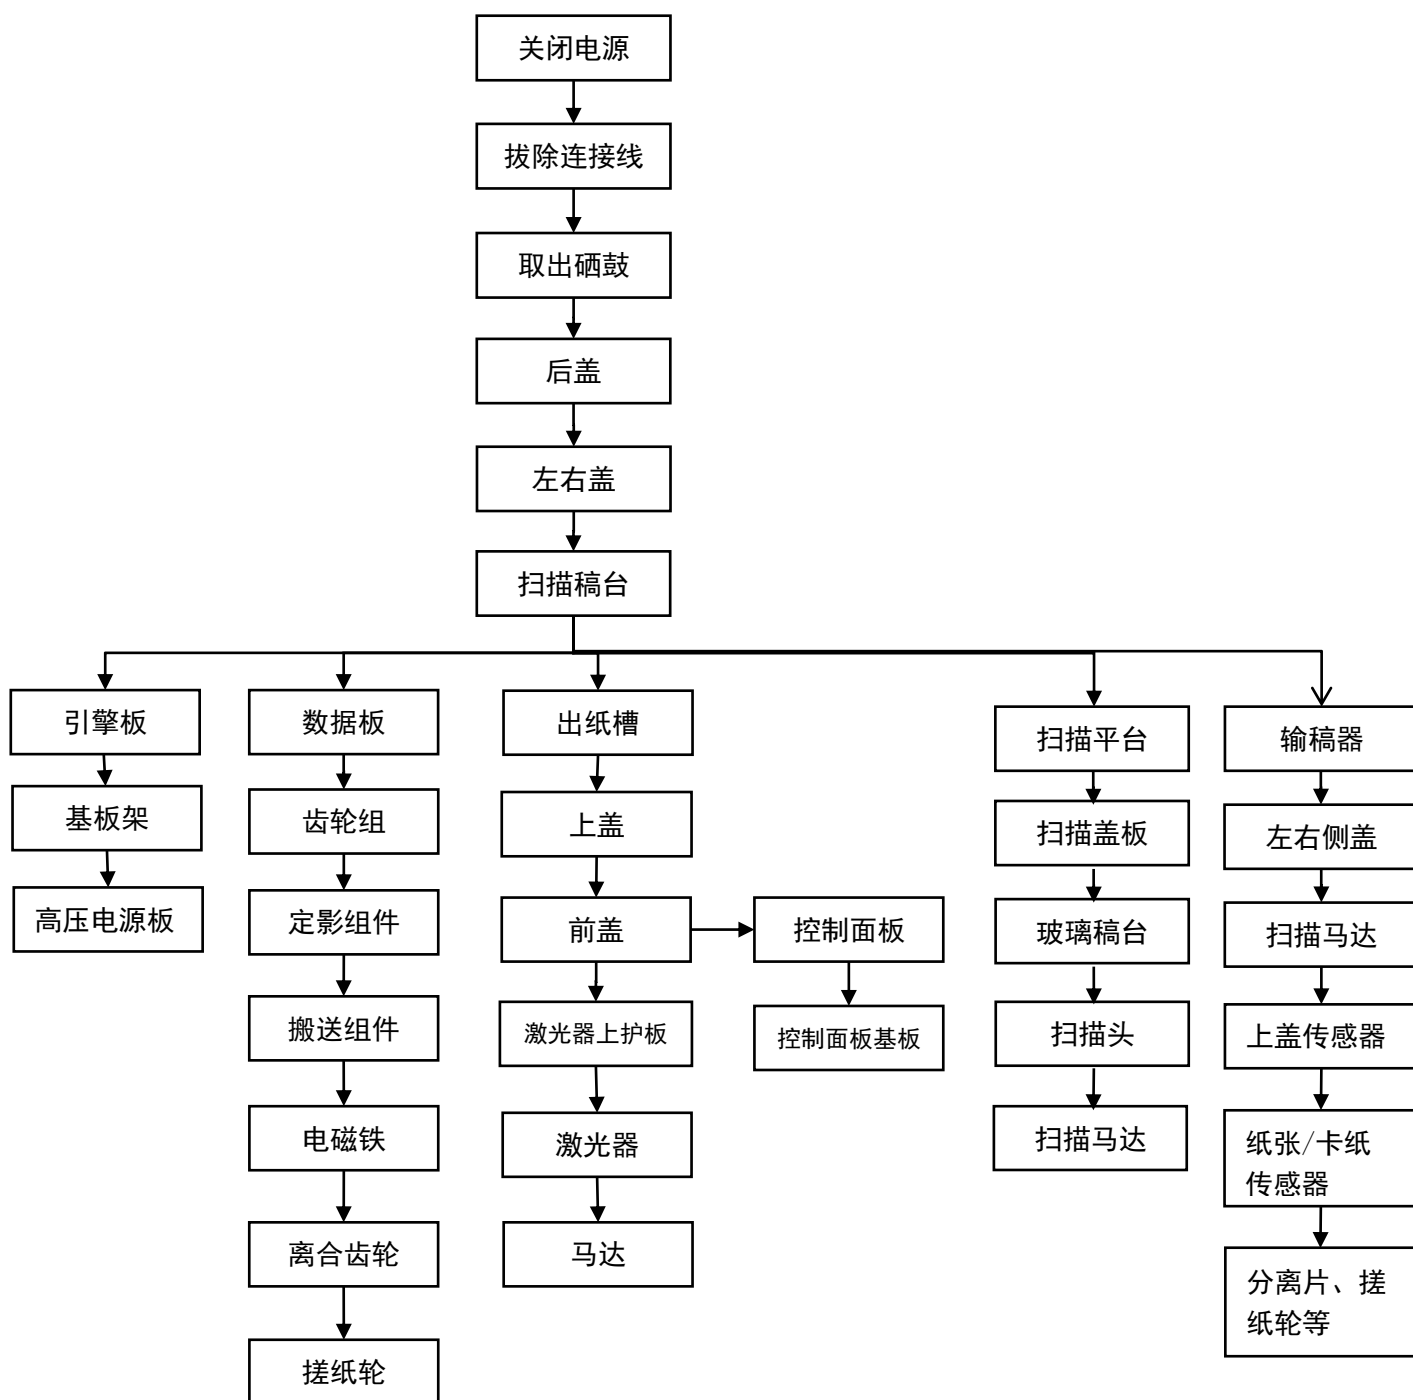 关闭电源
拔除连接线
取出硒鼓
后盖
左右盖
扫描稿台
引擎板
基板架
高压电源板
数据板
齿轮组
定影组件
搬送组件
电磁铁
离合齿轮
搓纸轮
出纸槽
上盖
前盖
激光器上护板
激光器
马达
控制面板
控制面板基板
扫描平台
扫描盖板
玻璃稿台
扫描头
扫描马达
输稿器
左右侧盖
扫描马达
上盖传感器
纸张/卡纸
传感器
分离片、搓
纸轮等